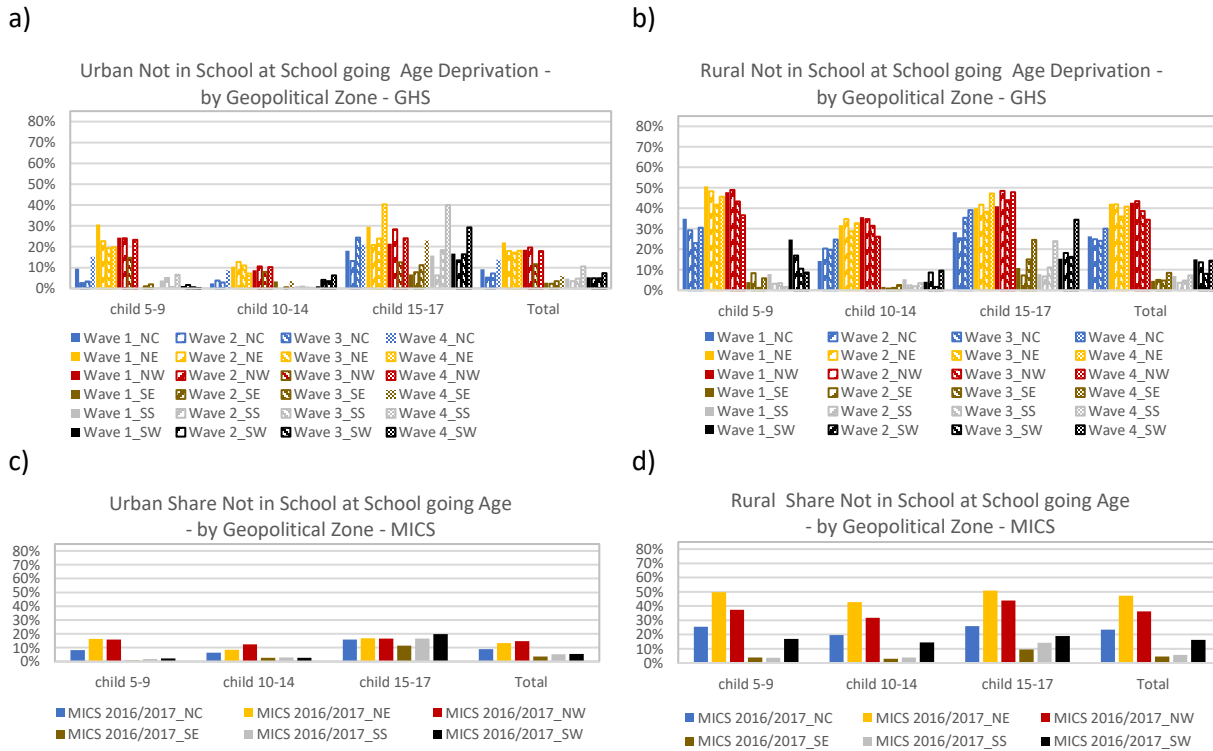 a)
Urban Not in School at School going Age Deprivation -
by Geopolitical Zone - GHS
80%
70%
60%
50%
40%
30%
20%
10%
0%
child 5-9 child 10-14 child 15-17 Total
Wave 1_NC Wave 2_NC Wave 3_NC Wave 4_NC
Wave 1_NE Wave 2_NE Wave 3_NE Wave 4_NE
Wave 1_NW Wave 2_NW Wave 3_NW Wave 4_NW
Wave 1_SE Wave 2_SE Wave 3_SE Wave 4_SE
Wave 1_SS Wave 2_SS Wave 3_SS Wave 4_SS
Wave 1_SW Wave 2_SW Wave 3_SW Wave 4_SW
b)
Rural Not in School at School going Age Deprivation -
by Geopolitical Zone - GHS
80%
70%
60%
50%
40%
30%
20%
10%
0%
child 5-9 child 10-14 child 15-17 Total
Wave 1_NC Wave 2_NC Wave 3_NC Wave 4_NC
Wave 1_NE Wave 2_NE Wave 3_NE Wave 4_NE
Wave 1_NW Wave 2_NW Wave 3_NW Wave 4_NW
Wave 1_SE Wave 2_SE Wave 3_SE Wave 4_SE
Wave 1_SS Wave 2_SS Wave 3_SS Wave 4_SS
Wave 1_SW Wave 2_SW Wave 3_SW Wave 4_SW
c)
Urban Share Not in School at School going Age
- by Geopolitical Zone - MICS
80%
70%
60%
50%
40%
30%
20%
10%
0%
child 5-9 child 10-14 child 15-17 Total
MICS 2016/2017_NC MICS 2016/2017_NE MICS 2016/2017_NW
MICS 2016/2017_SE MICS 2016/2017_SS MICS 2016/2017_SW
d)
Rural Share Not in School at School going Age
- by Geopolitical Zone - MICS
80%
70%
60%
50%
40%
30%
20%
10%
0%
child 5-9 child 10-14 child 15-17 Total
MICS 2016/2017_NC MICS 2016/2017_NE MICS 2016/2017_NW
MICS 2016/2017_SE MICS 2016/2017_SS MICS 2016/2017_SW